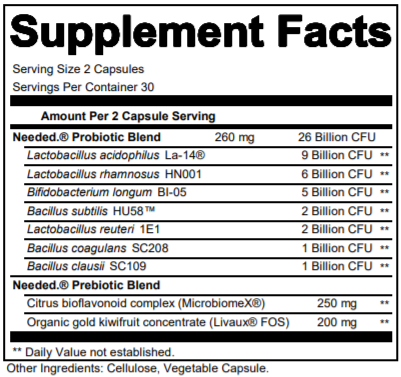 Supplement Facts
Serving Size 2 Capsules
Servings Per Container 30
Amount Per 2 Capsule Serving
Needed.® Probiotic Blend 260 mg 26 Billion CFU
Lactobacillus acidophilus La-14® 9 Billion CFU **
Lactobacillus rhamnosus HN001 6 Billion CFU **
Bifidobacterium longum BI-05 5 Billion CFU **
Bacillus subtilis HU58™ 2 Billion CFU **
Lactobacillus reuteri 1E1 2 Billion CFU **
Bacillus coagulans SC208 1 Billion CFU **
Bacillus clausii SC109 1 Billion CFU **
Needed.® Prebiotic Blend
Citrus bioflavonoid complex (MicrobiomeX®) 250 mg **
Organic gold kiwifruit concentrate (Livaux® FOS) 200 mg **
** Daily Value not established.
Other Ingredients: Cellulose, Vegetable Capsule.